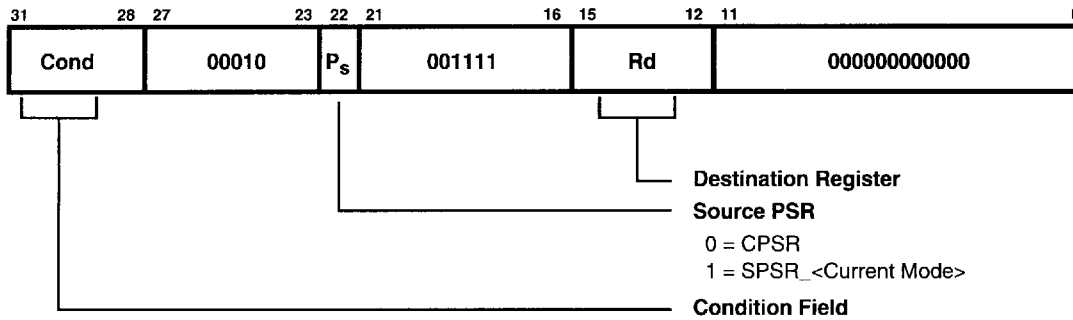 31 28 27 23 22 21 16 15 12 11
Cond 00010 Ps 001111 Rd 000000000000
Destination Register
Source PSR
0 = CPSR
1 = SPSR_<Current Mode>
Condition Field